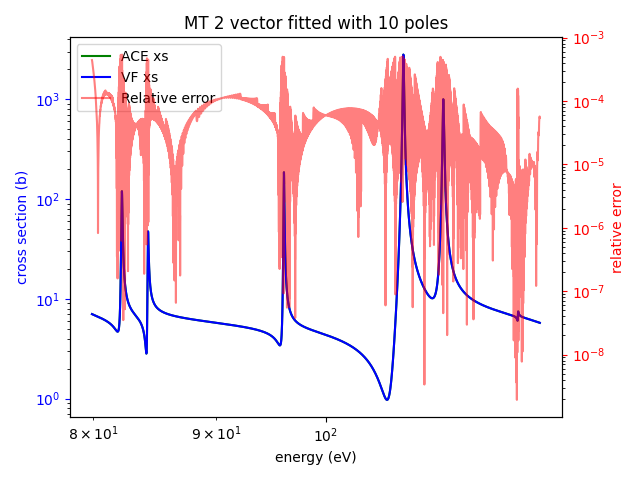 MT 2 vector fitted with 10 poles
ACE xs
VF xs
Relative error
cross section (b)
10³
10²
10¹
10⁰
10⁻³
10⁻⁴
10⁻⁵
10⁻⁶
10⁻⁷
10⁻⁸
relative error
8 × 10¹
9 × 10¹
10²
energy (eV)